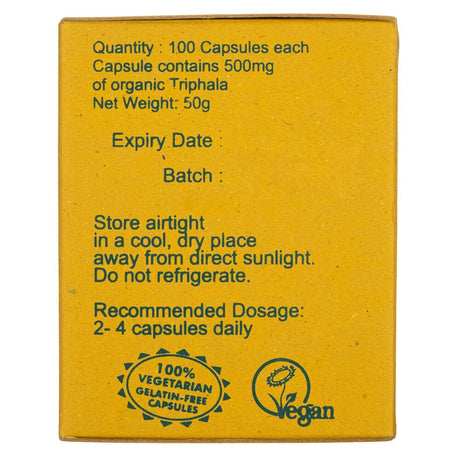 Quantity : 100 Capsules each
Capsule contains 500mg
of organic Triphala
Net Weight: 50g
Expiry Date :
Batch :
Store airtight
in a cool, dry place
away from direct sunlight.
Do not refrigerate.
Recommended Dosage:
2- 4 capsules daily
100%
VEGETARIAN
GELATIN-FREE
CAPSULES
Vegan